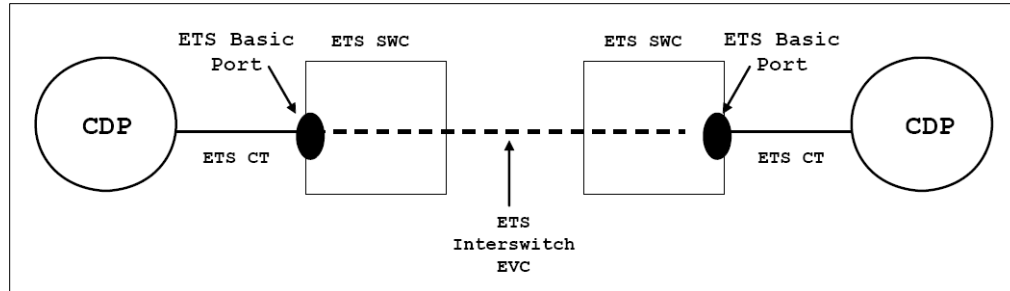 ETS Basic
Port
ETS SWC
ETS SWC
ETS Basic
Port
CDP
ETS CT
ETS CT
CDP
ETS
Interswitch
EVC